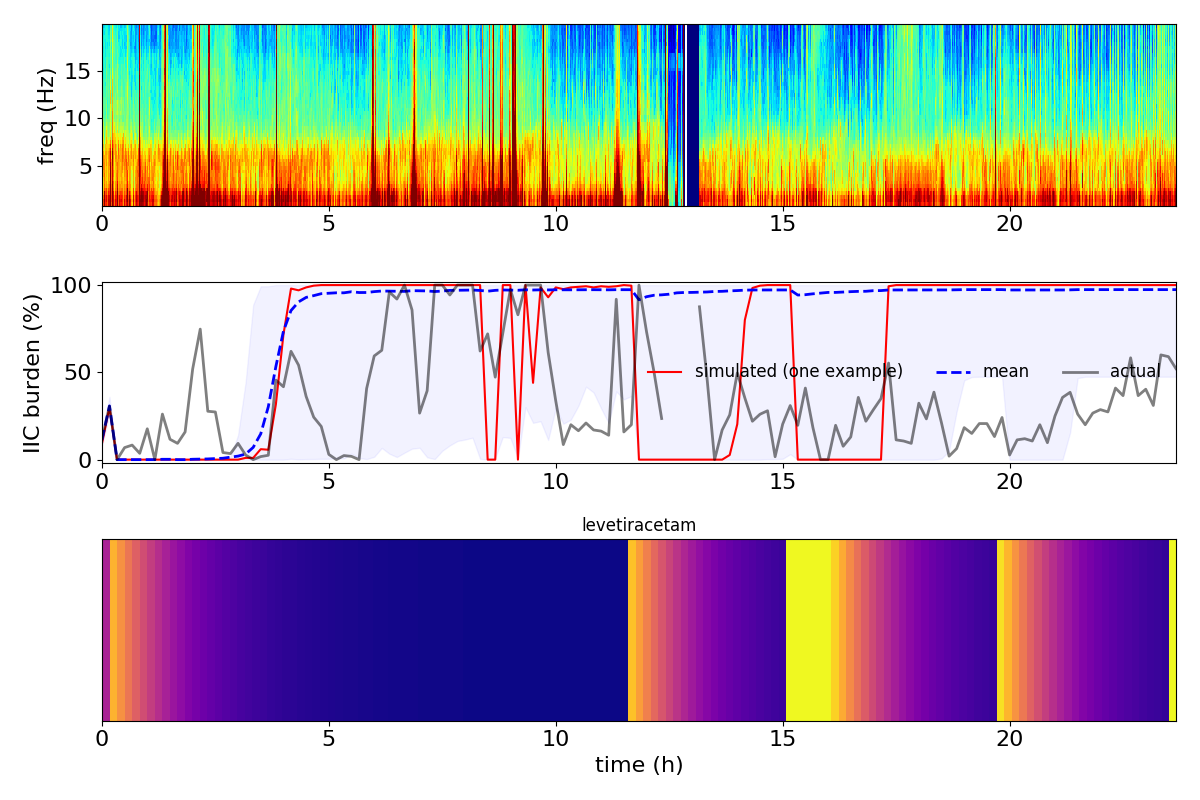 freq (Hz)
15
10
5
0 5 10 15 20
IIC burden (%)
100
50
0
simulated (one example) mean actual
0 5 10 15 20
levetiracetam
0 5 10 15 20
time (h)